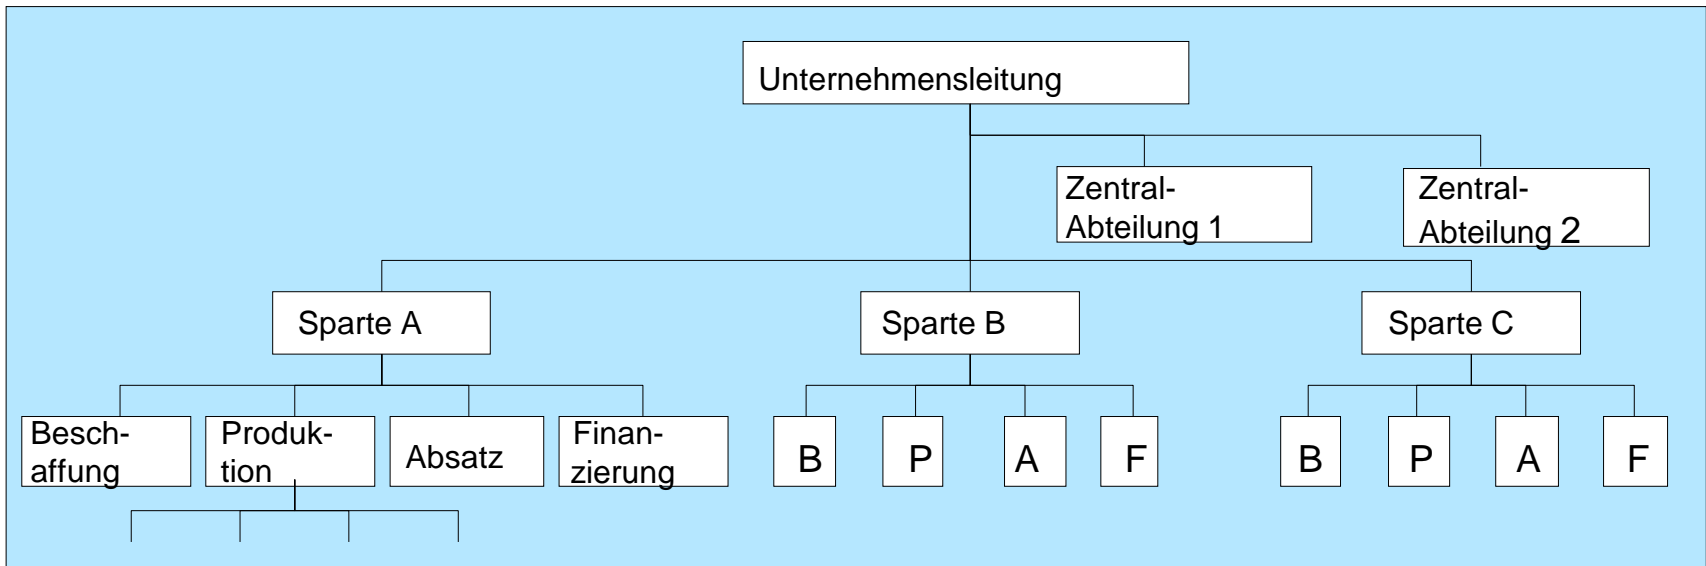 Unternehmensleitung
Zentral-
Abteilung 1
Zentral-
Abteilung 2
Sparte A
Sparte B
Sparte C
Besch-
affung
Produk-
tion
Absatz
Finan-
zierung
B
P
A
F
B
P
A
F